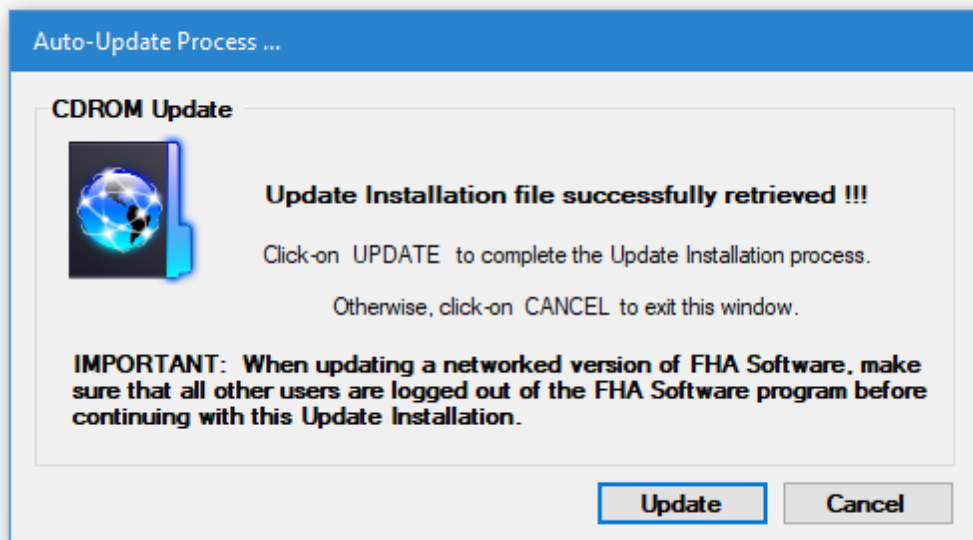 Auto-Update Process ...
CDROM Update
Update Installation file successfully retrieved !!!
Click-on UPDATE to complete the Update Installation process.
Otherwise, click-on CANCEL to exit this window.
IMPORTANT: When updating a networked version of FHA Software, make
sure that all other users are logged out of the FHA Software program before
continuing with this Update Installation.
Update
Cancel